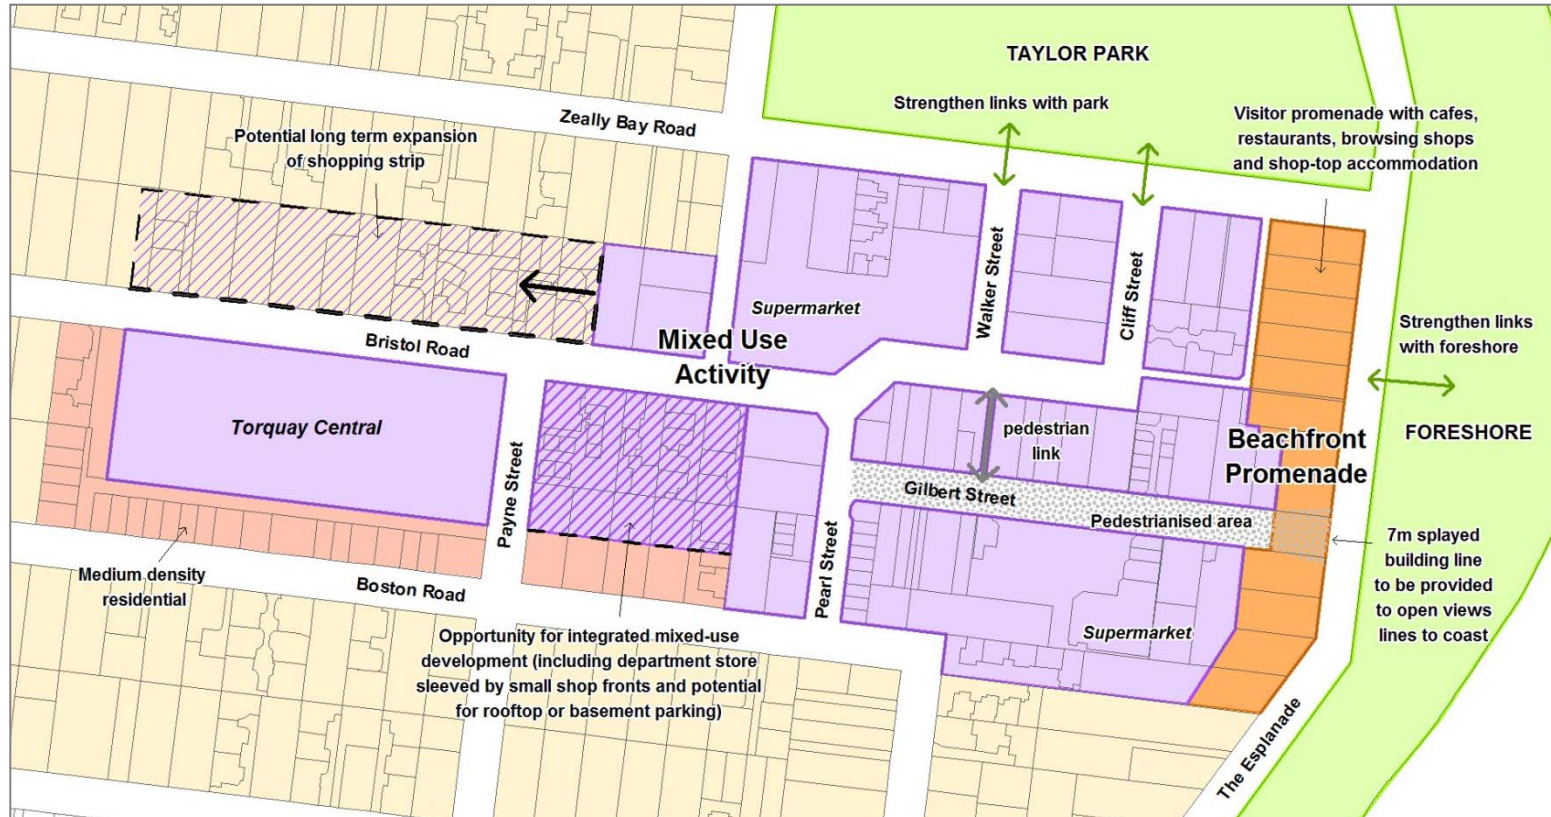 TAYLOR PARK
Strengthen links with park
Visitor promenade with cafes,
restaurants, browsing shops
and shop-top accommodation
Zeally Bay Road
Potential long term expansion
of shopping strip
Walker Street
Cliff Street
Supermarket
Strengthen links
with foreshore
Bristol Road
Mixed Use
Activity
Torquay Central
pedestrian
link
Beachfront
Promenade
FORESHORE
Payne Street
Gilbert Street
Pedestrianised area
7m splayed
building line
to be provided
to open views
lines to coast
Pearl Street
Medium density
residential
Boston Road
Supermarket
Opportunity for integrated mixed-use
development (including department store
sleeved by small shop fronts and potential
for rooftop or basement parking)
The Esplanade